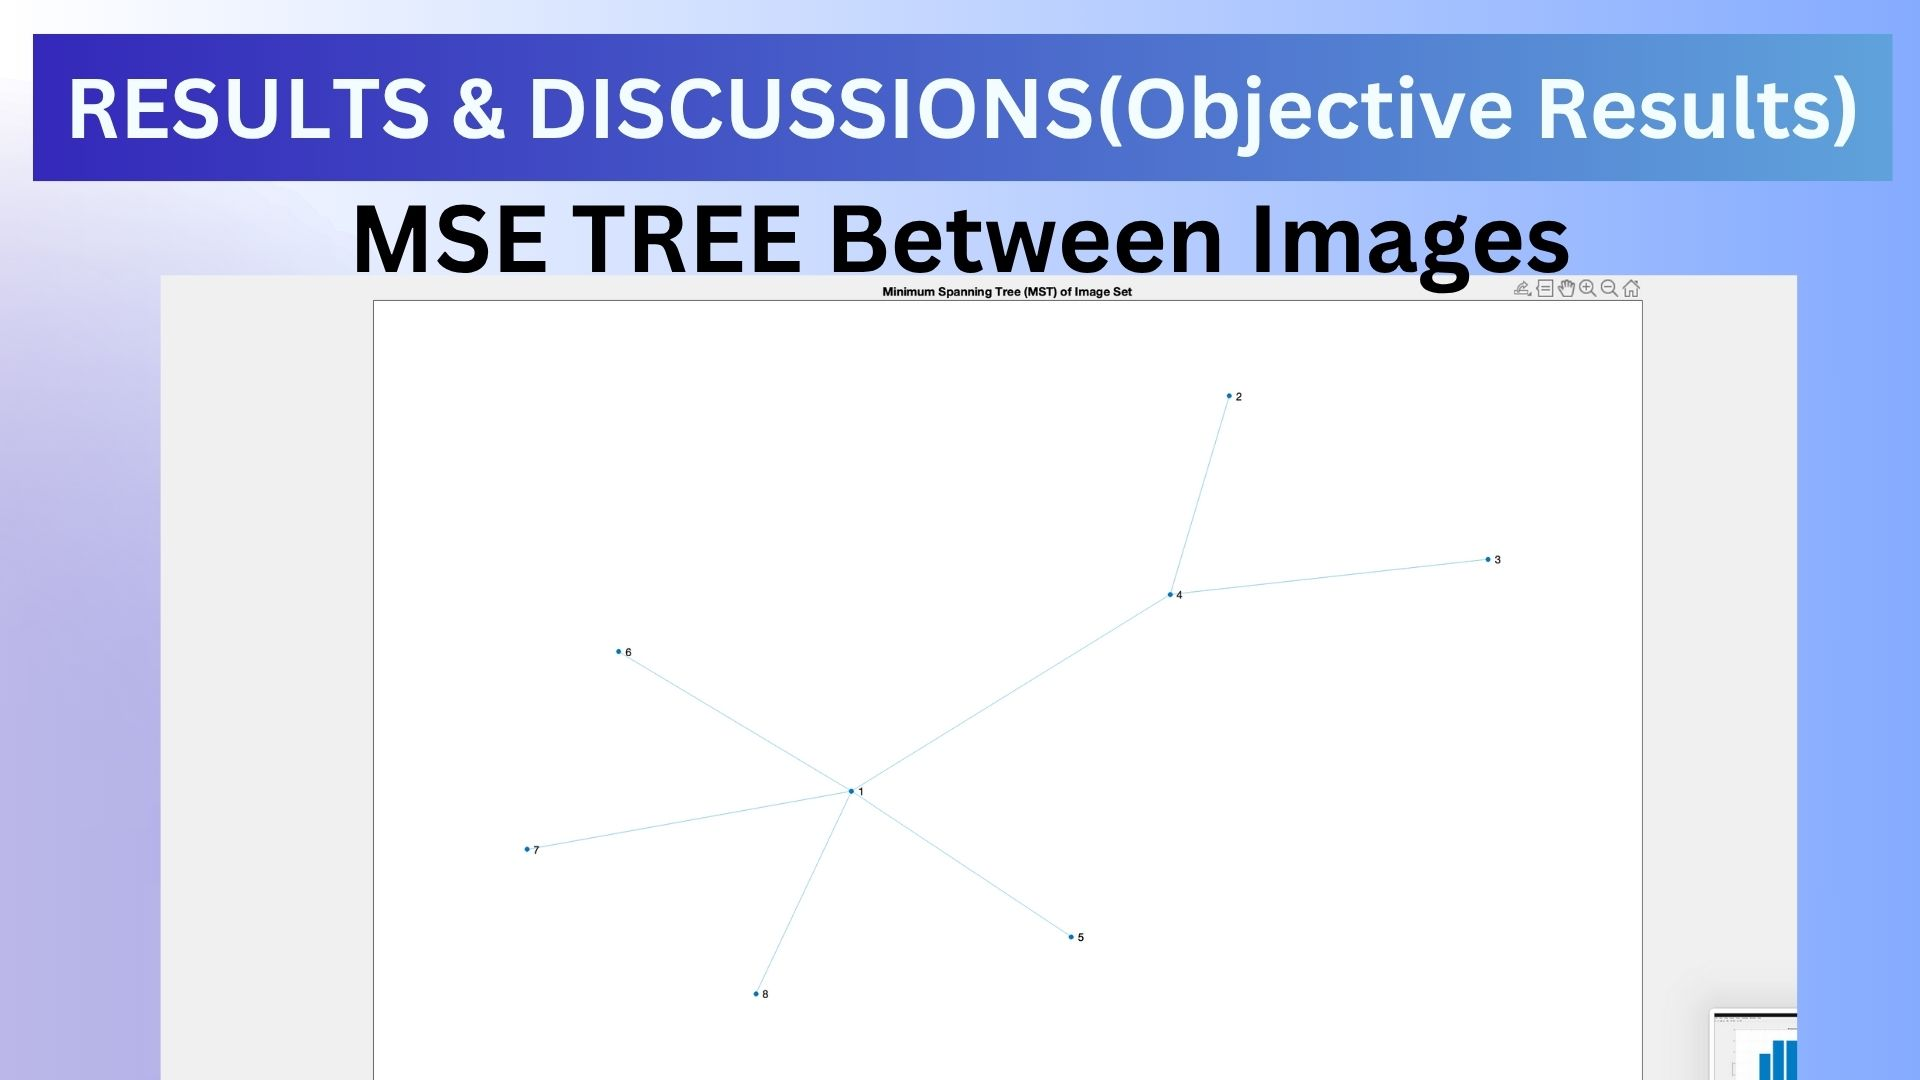 RESULTS & DISCUSSIONS(Objective Results)
MSE TREE Between Images
Minimum Spanning Tree (MST) of Image Set
2
3
4
6
1
7
5
8